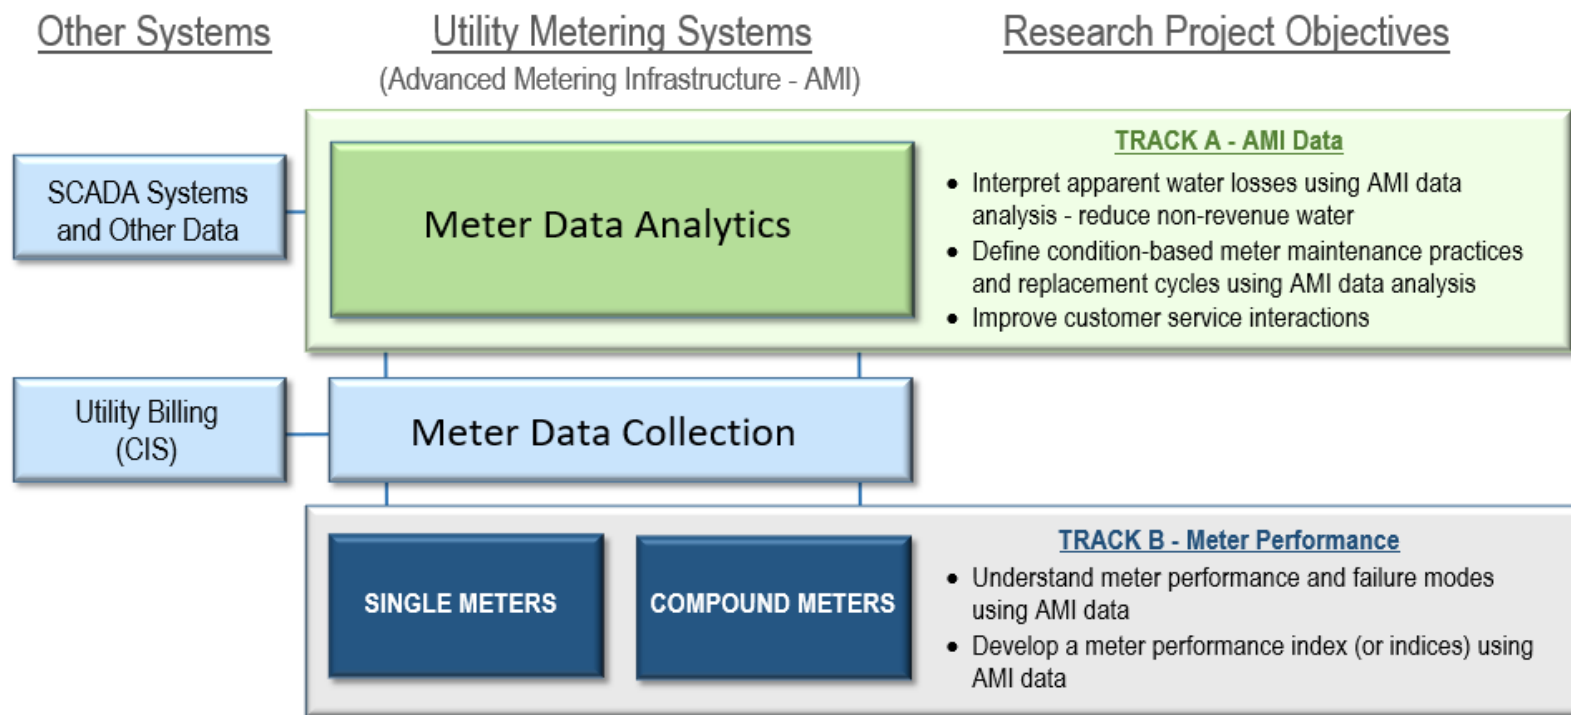 Other Systems
Utility Metering Systems
(Advanced Metering Infrastructure - AMI)
Research Project Objectives
SCADA Systems
and Other Data
Meter Data Analytics
TRACK A - AMI Data
• Interpret apparent water losses using AMI data
analysis - reduce non-revenue water
• Define condition-based meter maintenance practices
and replacement cycles using AMI data analysis
• Improve customer service interactions
Utility Billing
(CIS)
Meter Data Collection
SINGLE METERS
COMPOUND METERS
TRACK B - Meter Performance
• Understand meter performance and failure modes
using AMI data
• Develop a meter performance index (or indices) using
AMI data